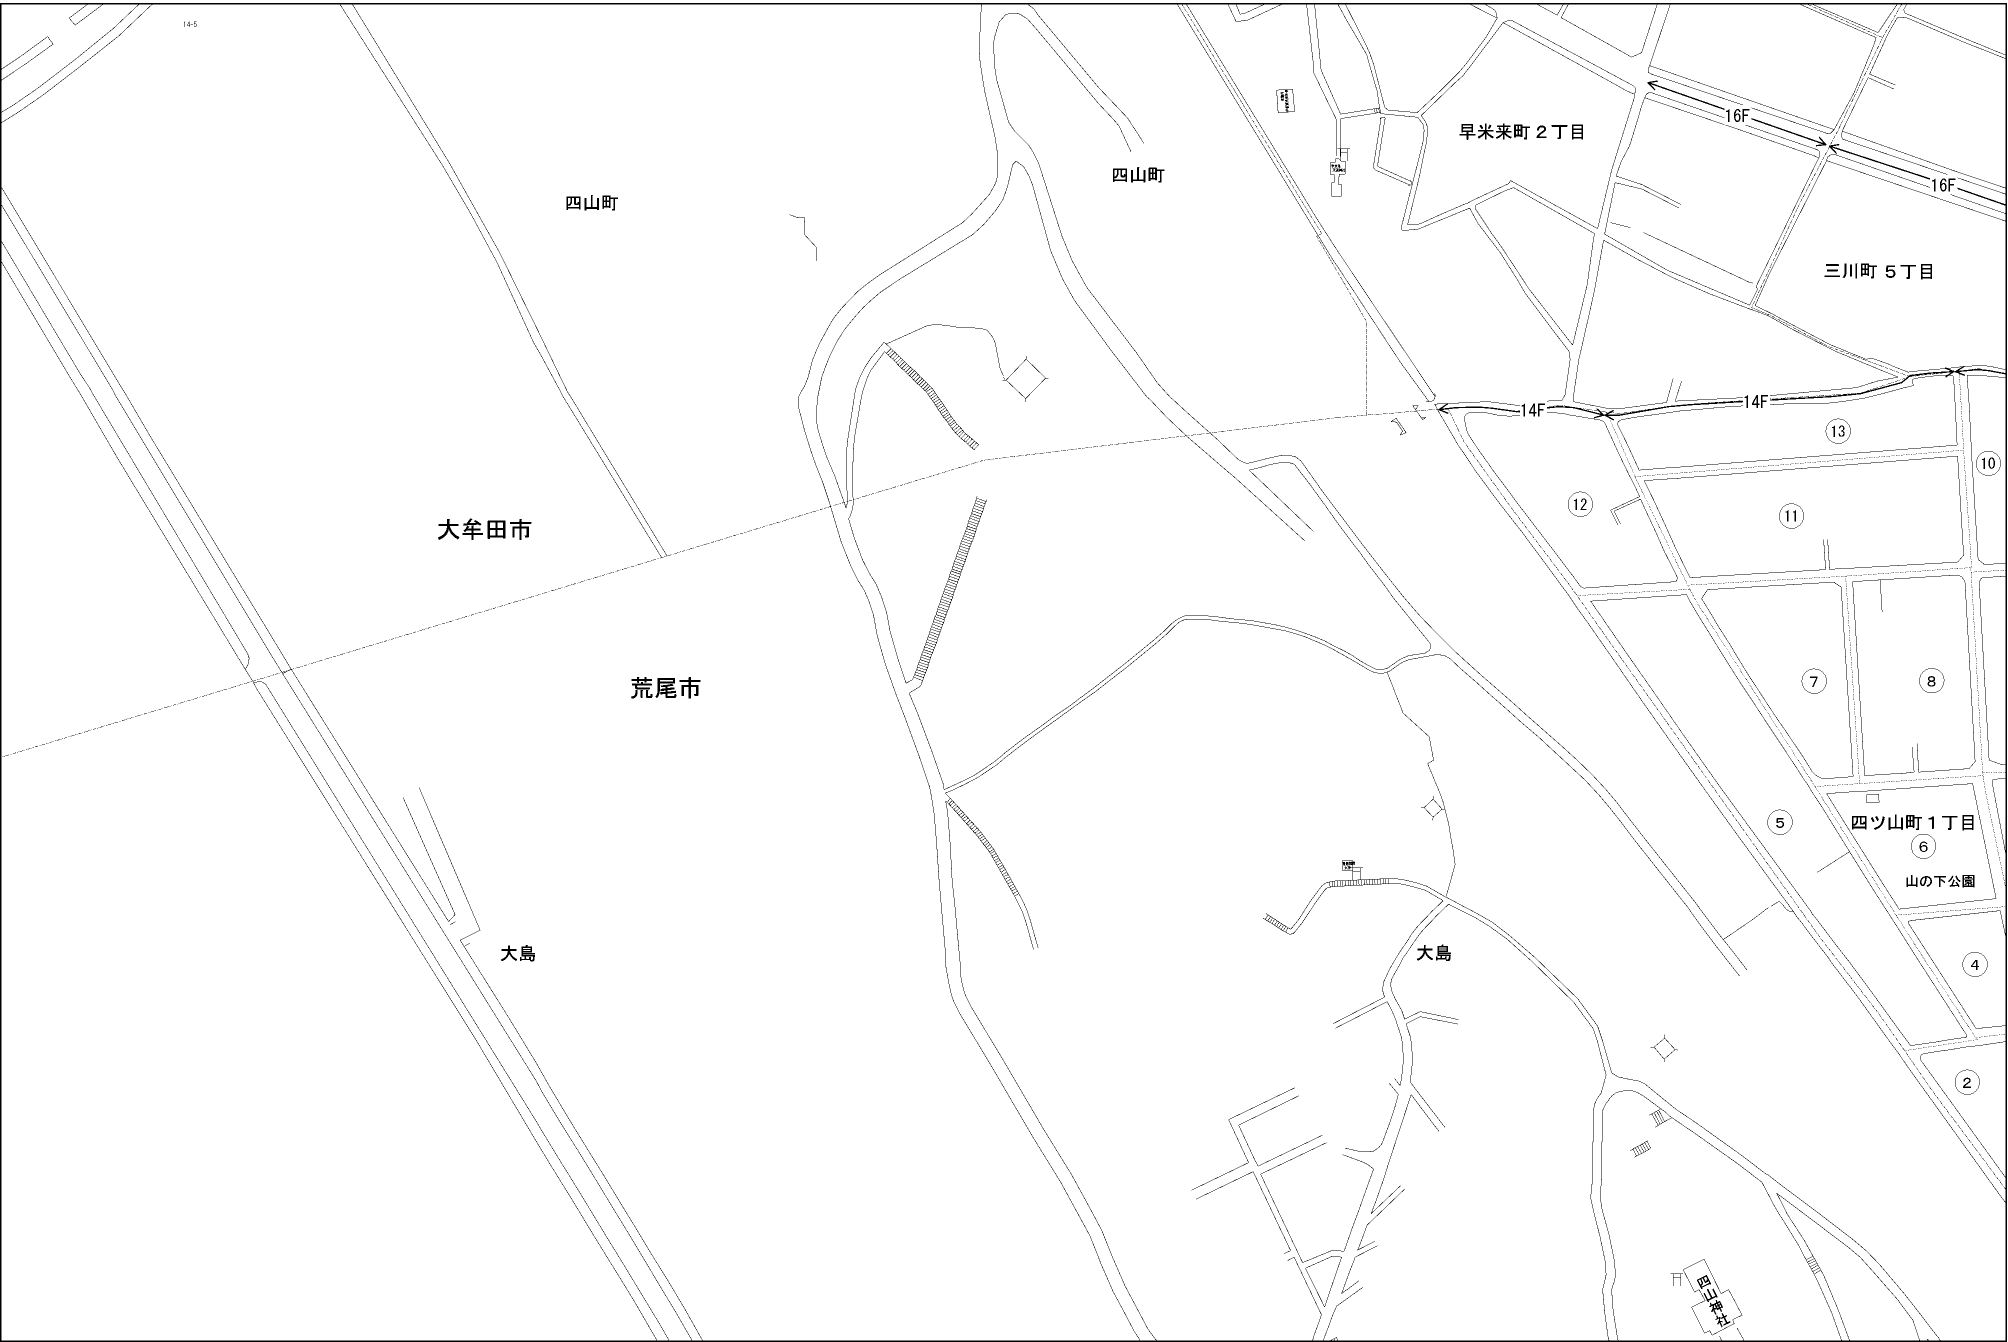 14-5
16F
早米来町２丁目
四山町
16F
四山町
三川町５丁目
14F
14F
13
10
12
11
大牟田市
荒尾市
7
8
5
四ツ山町１丁目
6
山の下公園
大島
大島
4
2
四山神社